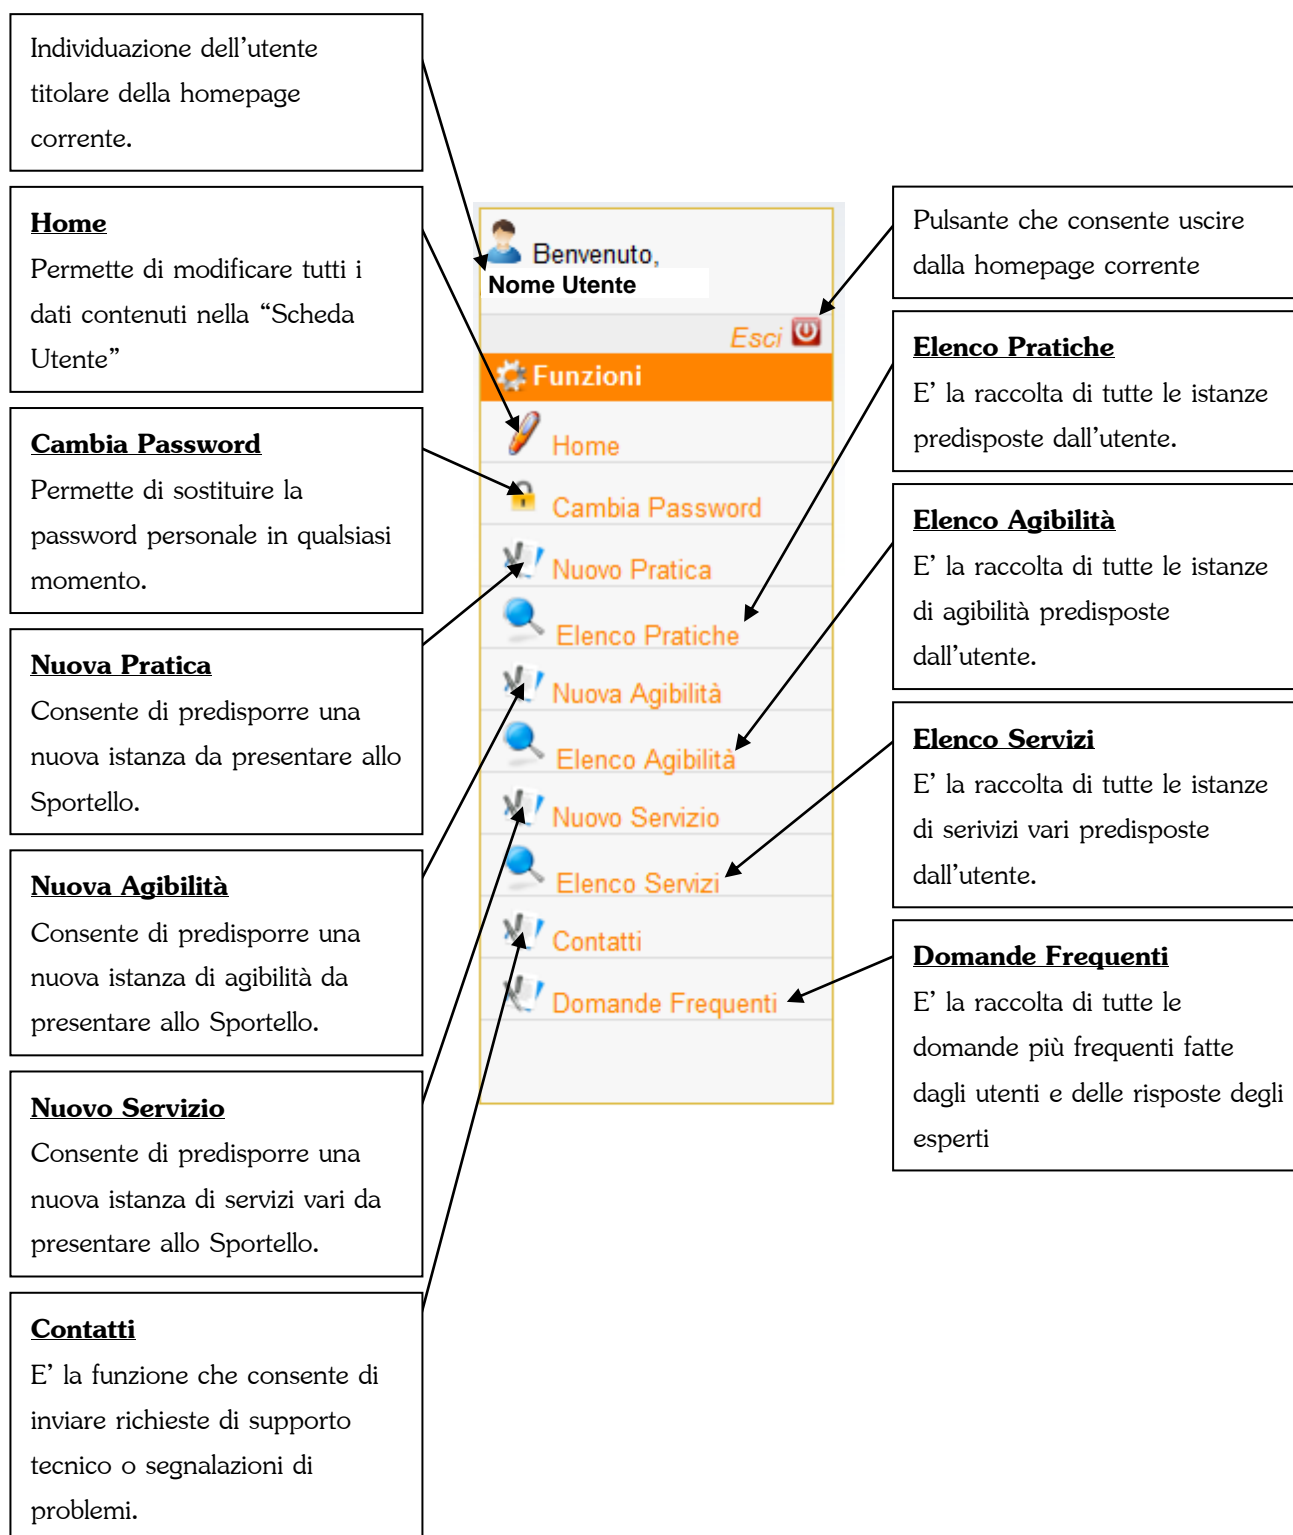 Individuazione dell'utente
titolare della homepage
corrente.
Home
Permette di modificare tutti i
dati contenuti nella “Scheda
Utente”
Cambia Password
Permette di sostituire la
password personale in qualsiasi
momento.
Nuova Pratica
Consente di predisporre una
nuova istanza da presentare allo
Sportello.
Nuova Agibilità
Consente di predisporre una
nuova istanza di agibilità da
presentare allo Sportello.
Nuovo Servizio
Consente di predisporre una
nuova istanza di servizi vari da
presentare allo Sportello.
Contatti
E' la funzione che consente di
inviare richieste di supporto
tecnico o segnalazioni di
problemi.
Benvenuto,
Nome Utente
Esci
Funzioni
Home
Cambia Password
Nuovo Pratica
Elenco Pratiche
Nuova Agibilità
Elenco Agibilità
Nuovo Servizio
Elenco Servizi
Contatti
Domande Frequenti
Pulsante che consente uscire
dalla homepage corrente
Elenco Pratiche
E' la raccolta di tutte le istanze
predisposte dall'utente.
Elenco Agibilità
E' la raccolta di tutte le istanze
di agibilità predisposte
dall'utente.
Elenco Servizi
E' la raccolta di tutte le istanze
di serivizi vari predisposte
dall'utente.
Domande Frequenti
E' la raccolta di tutte le
domande più frequenti fatte
dagli utenti e delle risposte degli
esperti